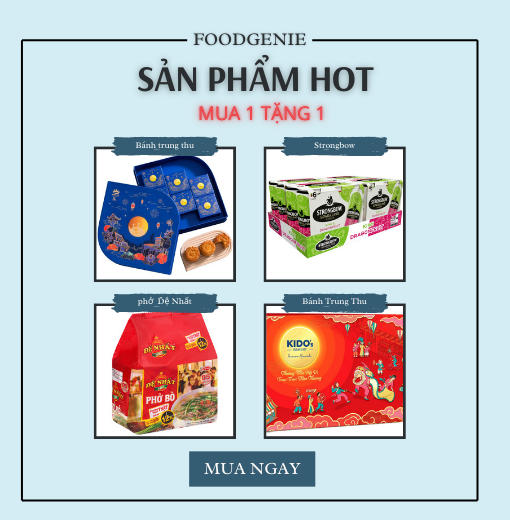 FOODGENIE
SẢN PHẨM HOT
MUA 1 TẶNG 1
Bánh trung thu
Strongbow
STRONGBOW
phở Đệ Nhất
Bánh Trung Thu
ĐỆ NHẤT
PHỞ BÒ
KIDO's
MUA NGAY